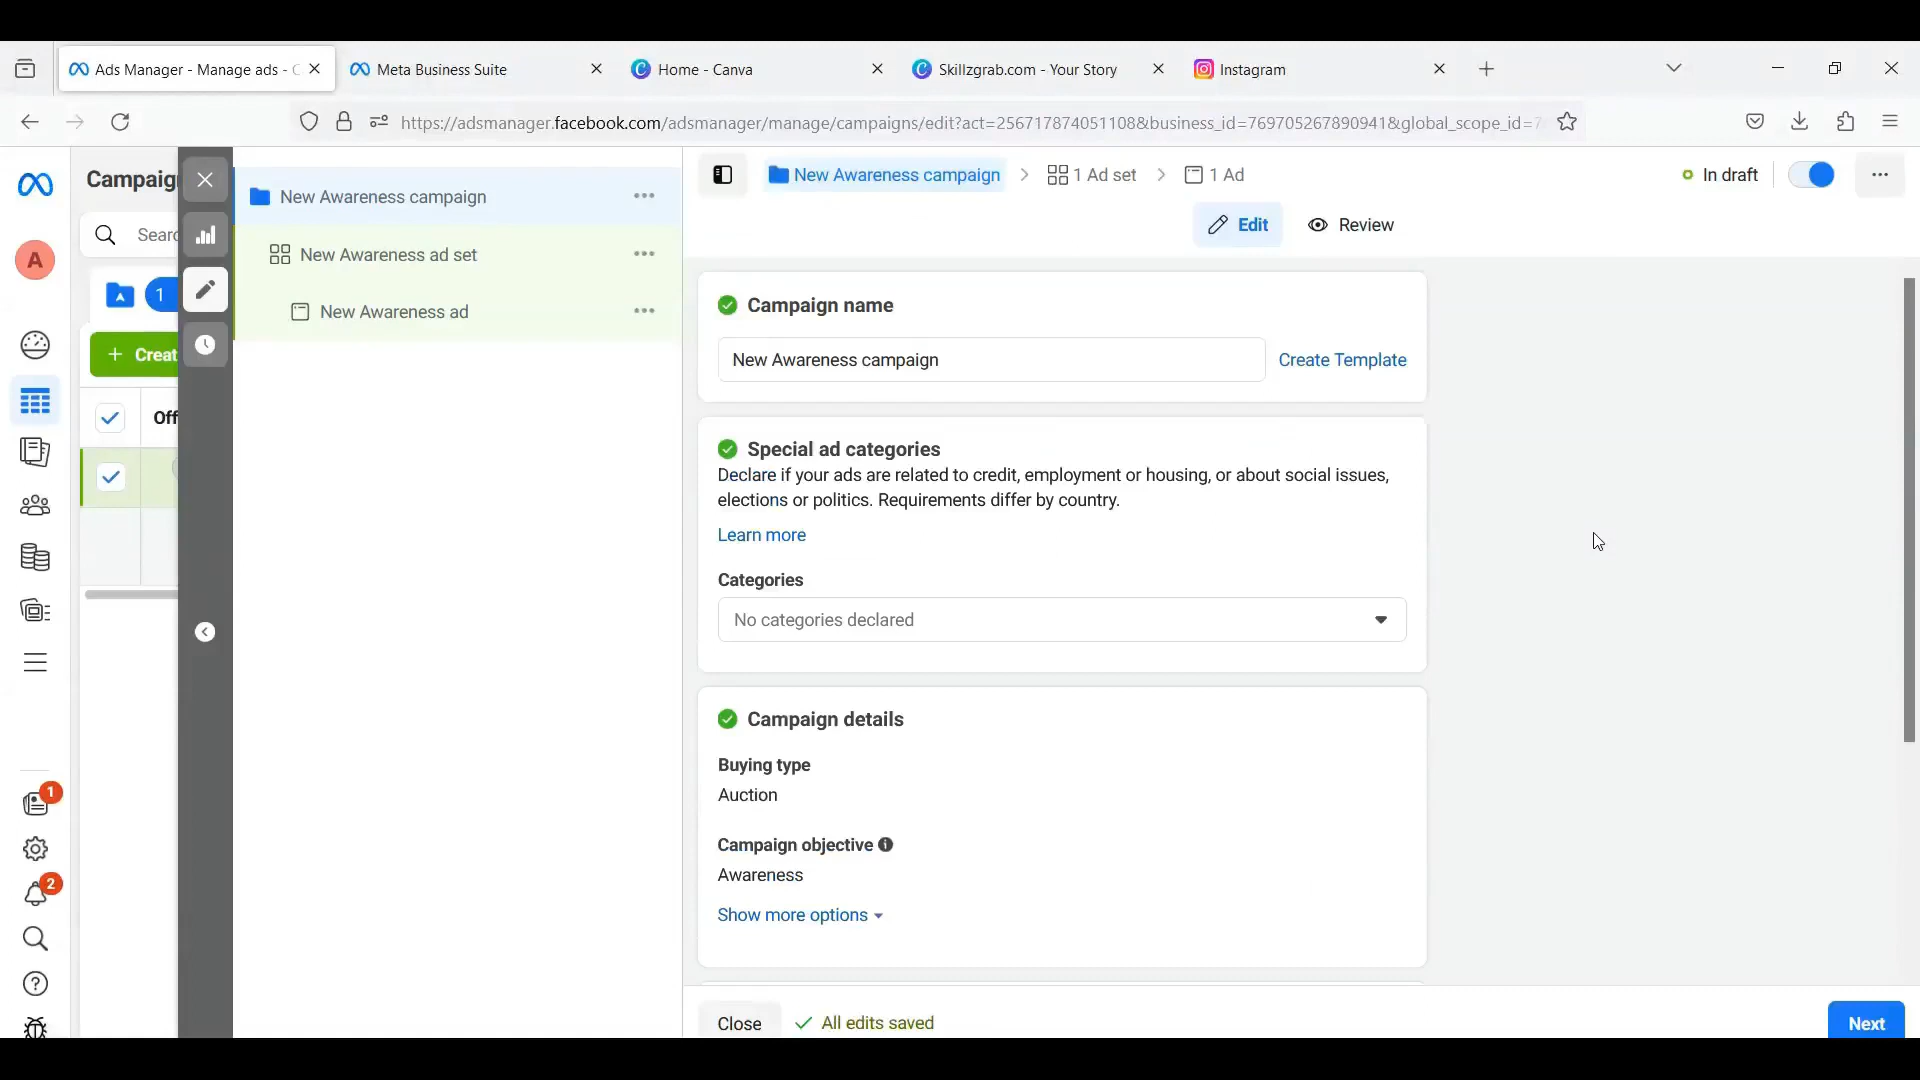 Ads Manager - Manage ads - C
Meta Business Suite
Home - Canva
Skillzgrab.com - Your Story
Instagram
https://adsmanager.facebook.com/adsmanager/manage/campaigns/edit?act=256717874051108&business_id=769705267890941&global_scope_id=7
Campaig
New Awareness campaign
New Awareness campaign
1 Ad set
1 Ad
In draft
Sear
Edit
Review
A
New Awareness ad set
1
New Awareness ad
Campaign name
+ Creat
New Awareness campaign
Create Template
Off
Special ad categories
Declare if your ads are related to credit, employment or housing, or about social issues,
elections or politics. Requirements differ by country.
Learn more
Categories
No categories declared
Campaign details
Buying type
Auction
1
Campaign objective
Awareness
2
Show more options
Close
All edits saved
Next